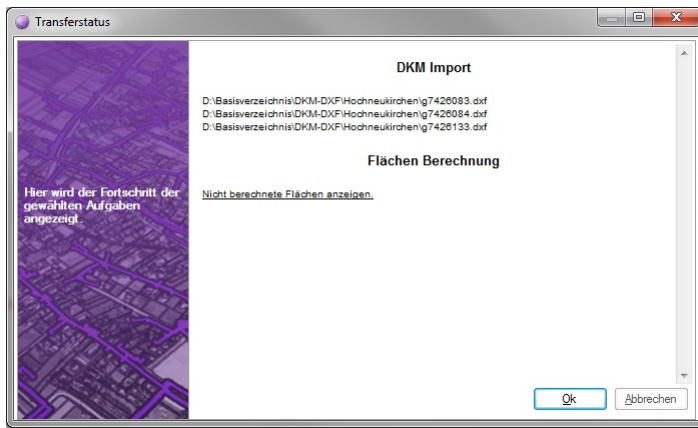 Transferstatus
DKM Import
D:\Basisverzeichnis\DKM-DXF\Hochneukirchen\g7426083.dxf
D:\Basisverzeichnis\DKM-DXF\Hochneukirchen\g7426084.dxf
D:\Basisverzeichnis\DKM-DXF\Hochneukirchen\g7426133.dxf
Flächen Berechnung
Hier wird der Fortschritt der
gewählten Aufgaben
angezeigt.
Nicht berechnete Flächen anzeigen.
Ok
Abbrechen